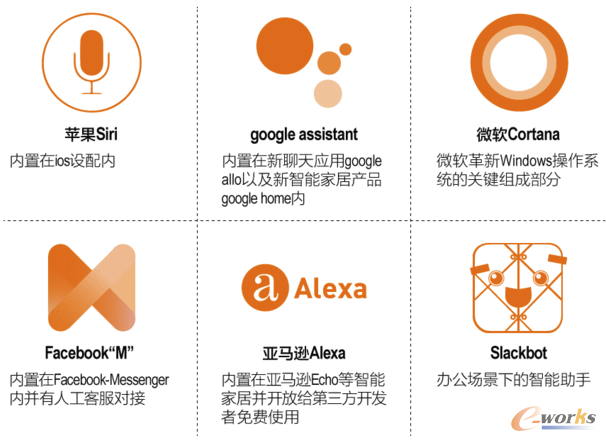 苹果Siri
内置在ios设配内
google assistant
内置在新聊天应用google
allo以及新智能家居产品
google home内
微软Cortana
微软革新Windows操作系
统的关键组成部分
Facebook“M”
内置在Facebook-Messenger
内并有人工客服对接
a Alexa
亚马逊Alexa
内置在亚马逊Echo等智能
家居并开放给第三方开发
者免费使用
Slackbot
办公场景下的智能助手
e-works